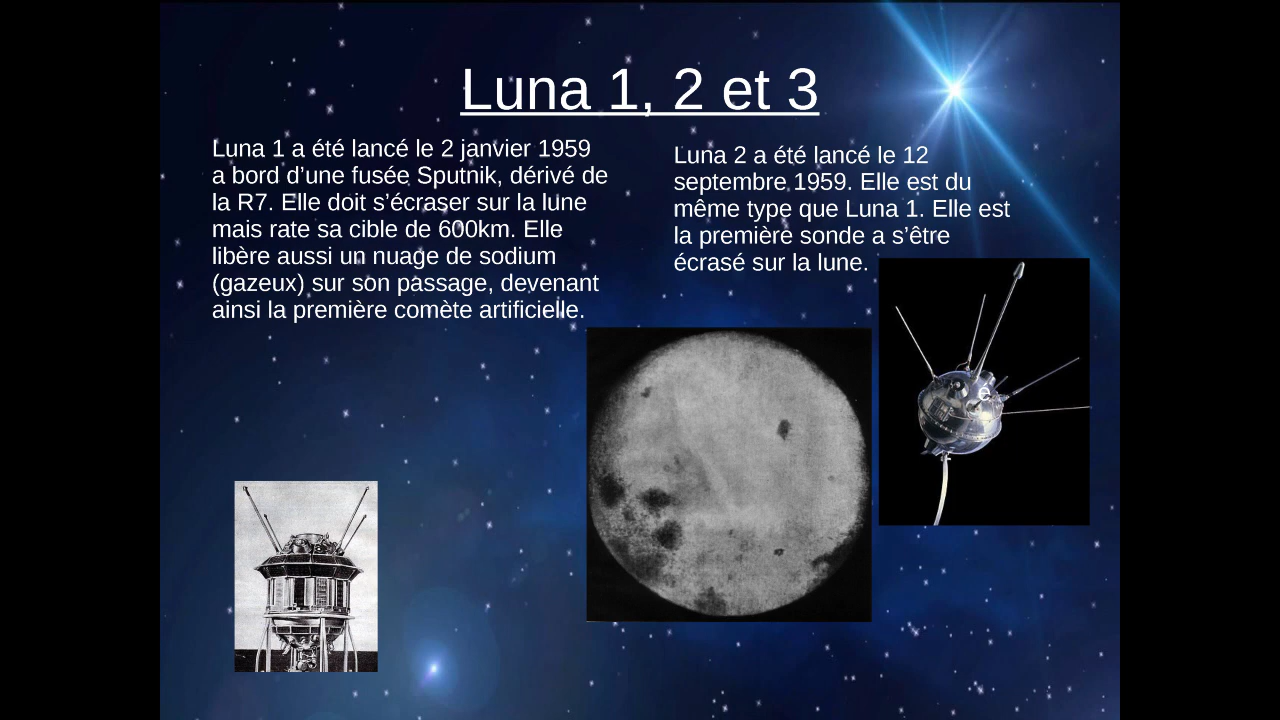 Luna 1, 2 et 3
Luna 1 a été lancé le 2 janvier 1959
a bord d’une fusée Sputnik, dérivé de
la R7. Elle doit s’écraser sur la lune
mais rate sa cible de 600km. Elle
libère aussi un nuage de sodium
(gazeux) sur son passage, devenant
ainsi la première comète artificielle.
Luna 2 a été lancé le 12
septembre 1959. Elle est du
même type que Luna 1. Elle est
la première sonde a s’être
écrasé sur la lune.